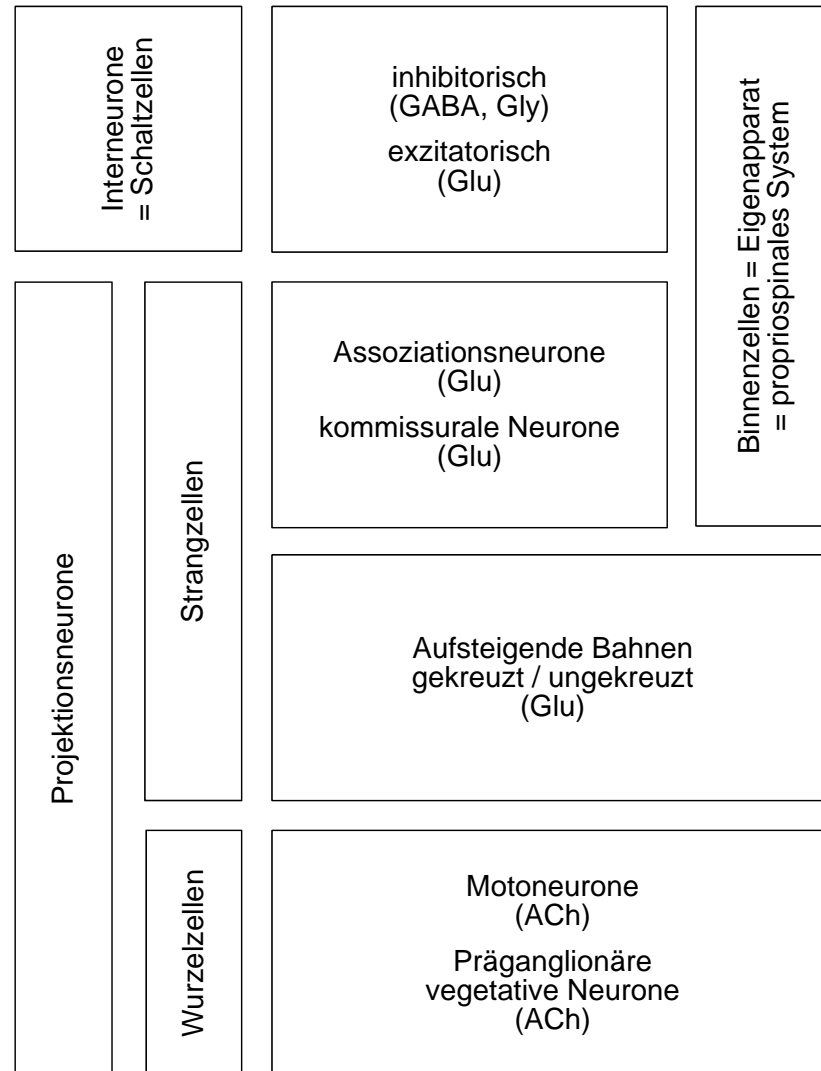 Interneurone
= Schaltzellen
inhibitorisch
(GABA, Gly)
exzitatorisch
(Glu)
Binnenzellen = Eigenapparat
= propriospinales System
Projektionsneurone
Strangzellen
Assoziationsneurone
(Glu)
kommissurale Neurone
(Glu)
Aufsteigende Bahnen
gekreuzt / ungekreuzt
(Glu)
Wurzelzellen
Motoneurone
(ACh)
Präganglionäre
vegetative Neurone
(ACh)